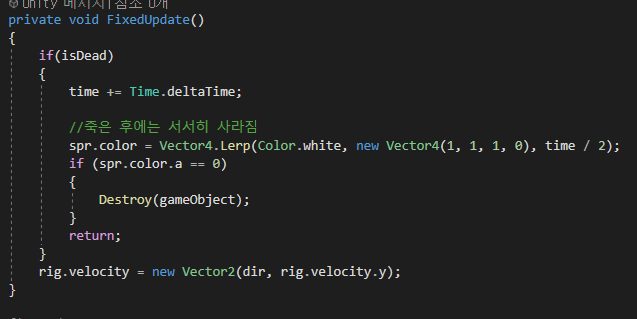 Unity 메시지|참조 0개
private void FixedUpdate()
{
if(isDead)
{
time += Time.deltaTime;
//죽은 후에는 서서히 사라짐
spr.color = Vector4.Lerp(Color.white, new Vector4(1, 1, 1, 0), time / 2);
if (spr.color.a == 0)
{
Destroy(gameObject);
}
return;
}
rig.velocity = new Vector2(dir, rig.velocity.y);
}